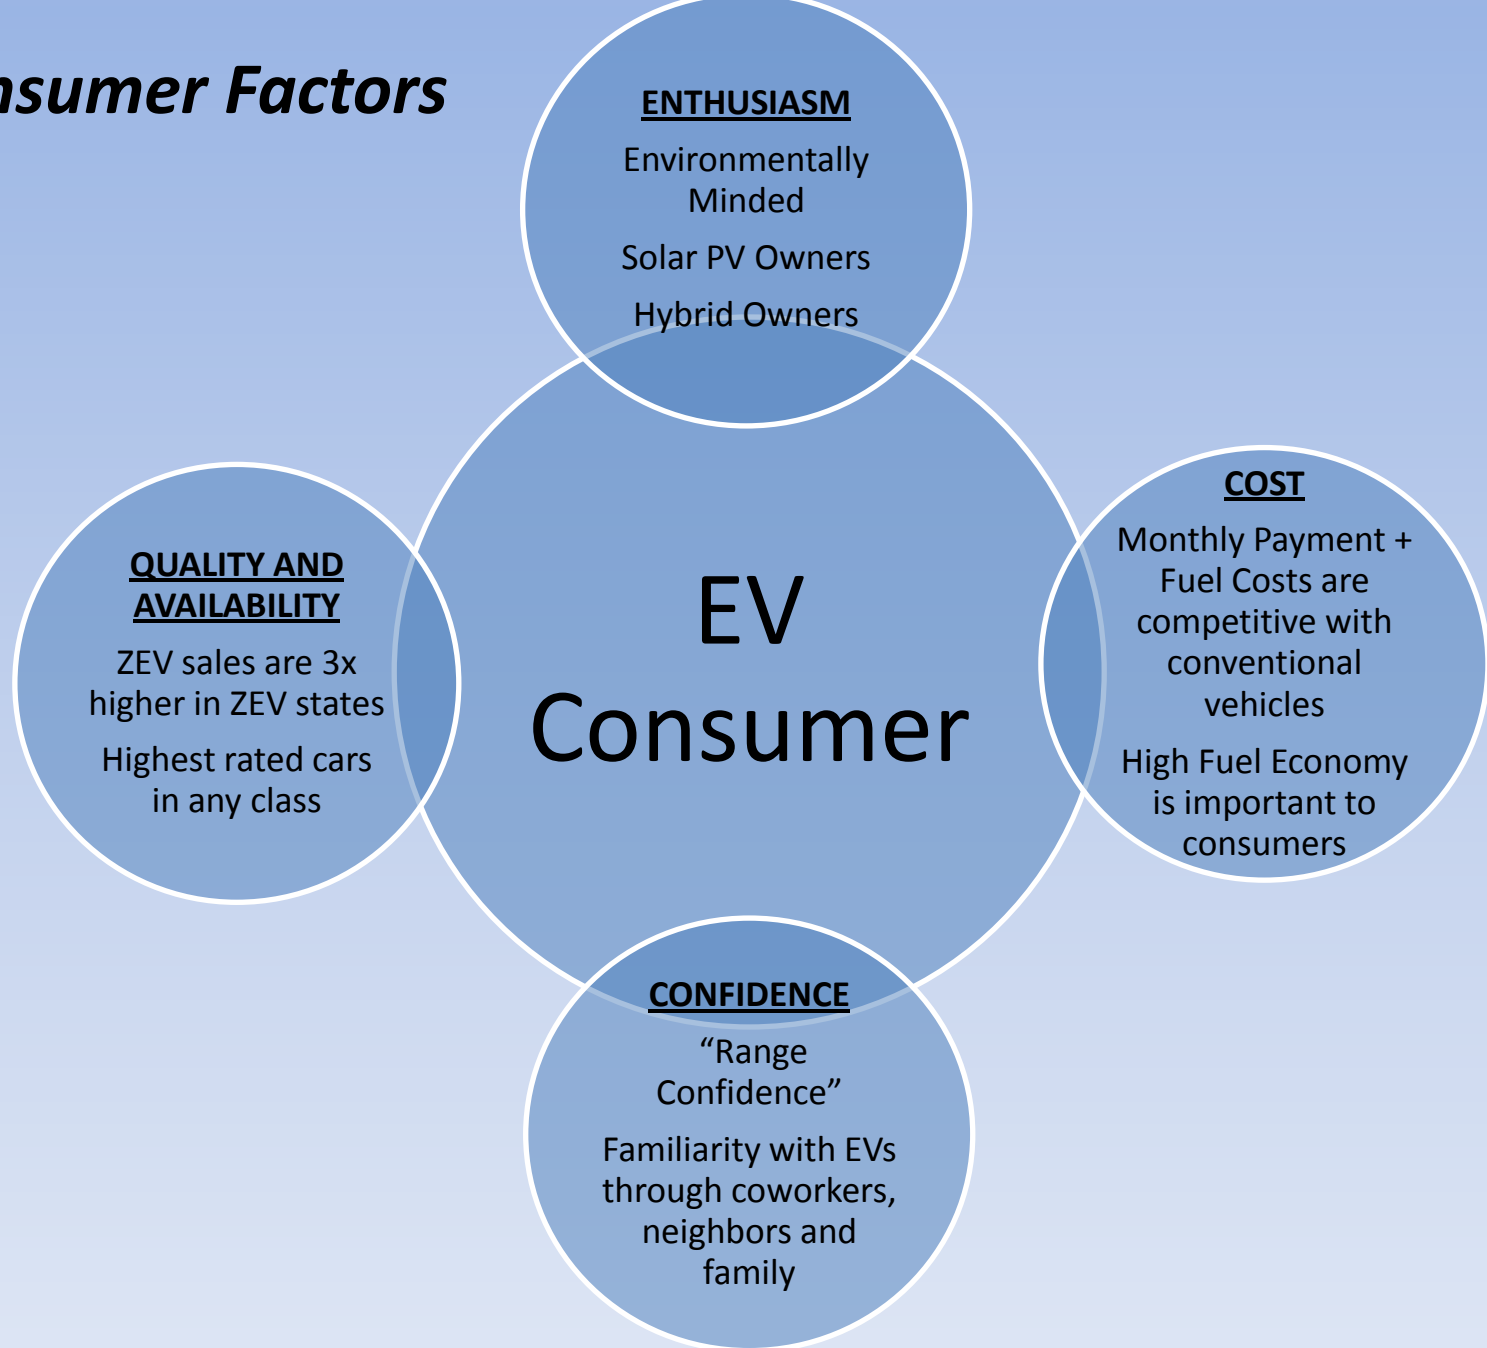 nsumer Factors
ENTHUSIASM
Environmentally
Minded
Solar PV Owners
Hybrid Owners
QUALITY AND
AVAILABILITY
ZEV sales are 3x
higher in ZEV states
Highest rated cars
in any class
EV
Consumer
COST
Monthly Payment +
Fuel Costs are
competitive with
conventional
vehicles
High Fuel Economy
is important to
consumers
CONFIDENCE
“Range
Confidence”
Familiarity with EVs
through coworkers,
neighbors and
family